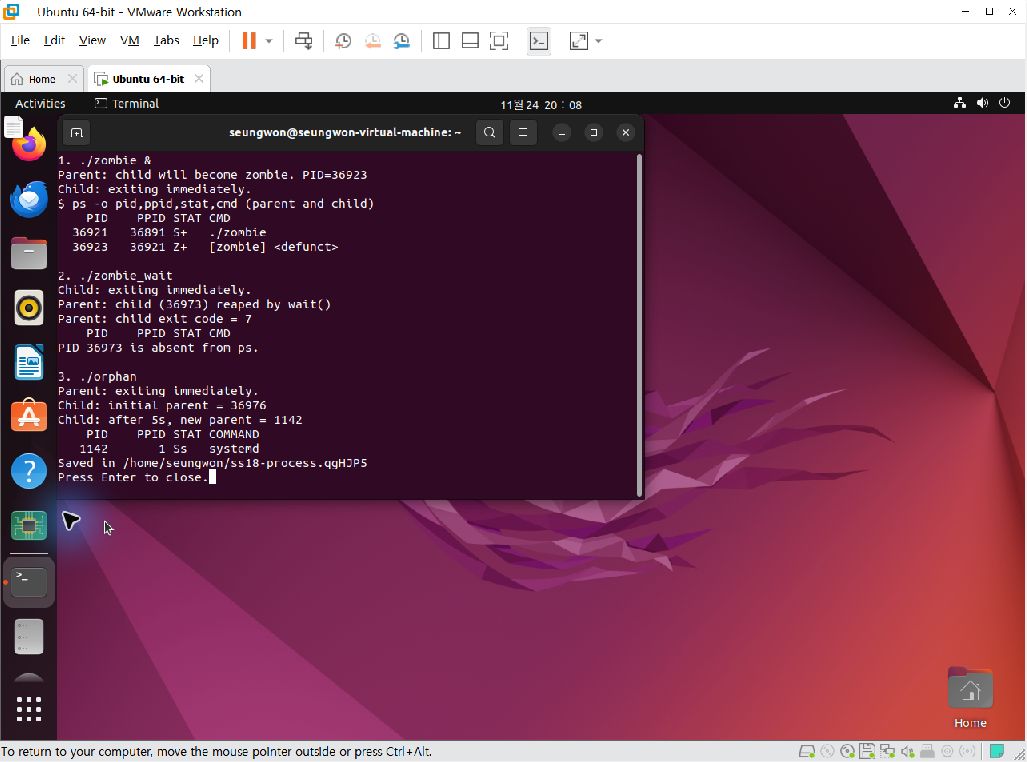 Ubuntu 64-bit - VMware Workstation
File Edit View VM Tabs Help
Home
Ubuntu 64-bit
Activities
Terminal
11월 24 20 : 08
seungwon@seungwon-virtual-machine: ~
1. ./zombie &
Parent: child will become zombie. PID=36923
Child: exiting immediately.
$ ps -o pid,ppid,stat,cmd (parent and child)
PID PPID STAT CMD
36921 36891 S+ ./zombie
36923 36921 Z+ [zombie] <defunct>
2. ./zombie_wait
Child: exiting immediately.
Parent: child (36973) reaped by wait()
Parent: child exit code = 7
PID PPID STAT CMD
PID 36973 is absent from ps.
3. ./orphan
Parent: exiting immediately.
Child: initial parent = 36976
Child: after 5s, new parent = 1142
PID PPID STAT COMMAND
1142 1 Ss systemd
Saved in /home/seungwon/ss18-process.qgHJP5
Press Enter to close.
Home
To return to your computer, move the mouse pointer outside or press Ctrl+Alt.